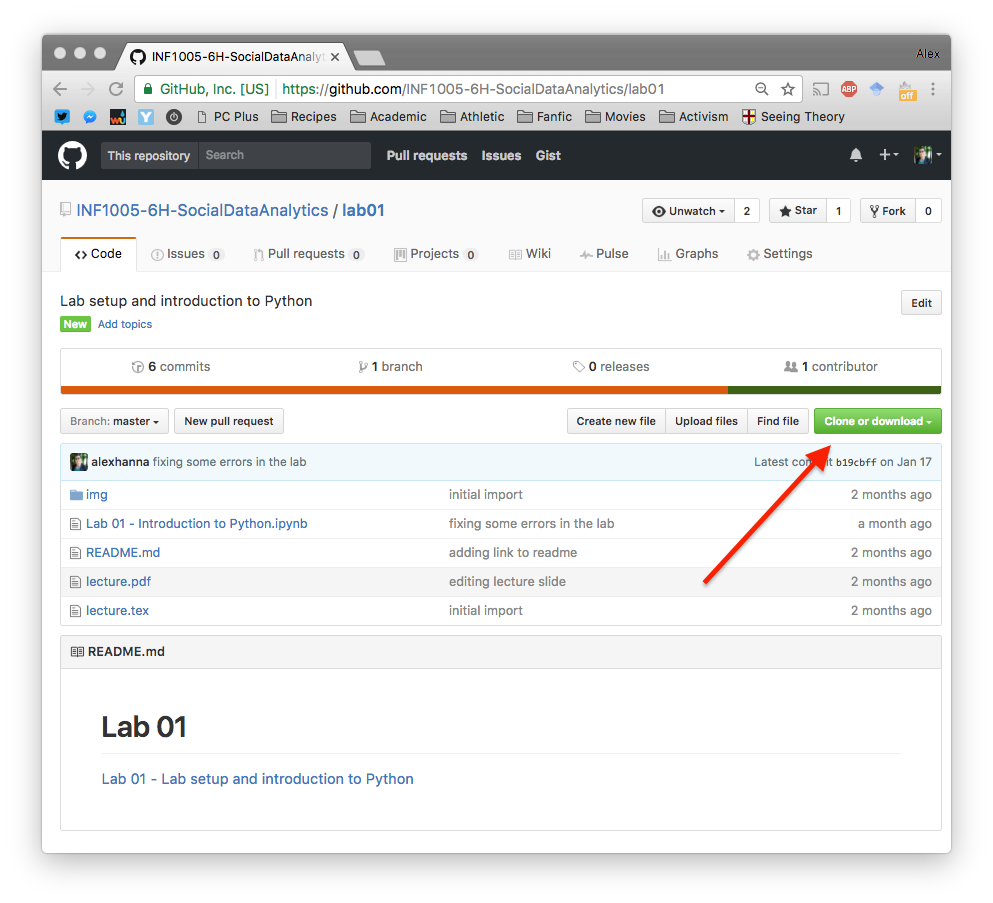 INF1005-6H-SocialDataAnalyt
Alex
GitHub, Inc. [US] https://github.com/INF1005-6H-SocialDataAnalytics/lab01
ABP
off
PC Plus Recipes Academic Athletic Fanfic Movies Activism Seeing Theory
This repository Search Pull requests Issues Gist
INF1005-6H-SocialDataAnalytics / lab01 Unwatch 2 Star 1 Fork 0
Code Issues 0 Pull requests 0 Projects 0 Wiki Pulse Graphs Settings
Lab setup and introduction to Python Edit
New Add topics
6 commits 1 branch 0 releases 1 contributor
Branch: master New pull request Create new file Upload files Find file Clone or download
alexhanna fixing some errors in the lab Latest b19cbff on Jan 17
img initial import 2 months ago
Lab 01 - Introduction to Python.ipynb fixing some errors in the lab a month ago
README.md adding link to readme 2 months ago
lecture.pdf editing lecture slide 2 months ago
lecture.tex initial import 2 months ago
README.md
Lab 01
Lab 01 - Lab setup and introduction to Python